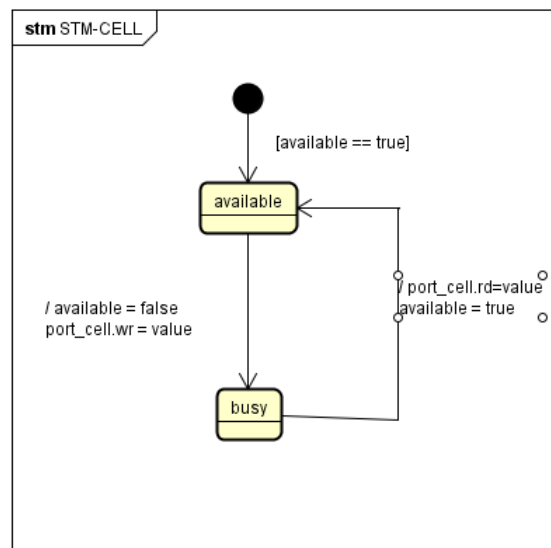 stm STM-CELL
[available == true]
available
/ port_cell.rd=value
available = true
/ available = false
port_cell.wr = value
busy